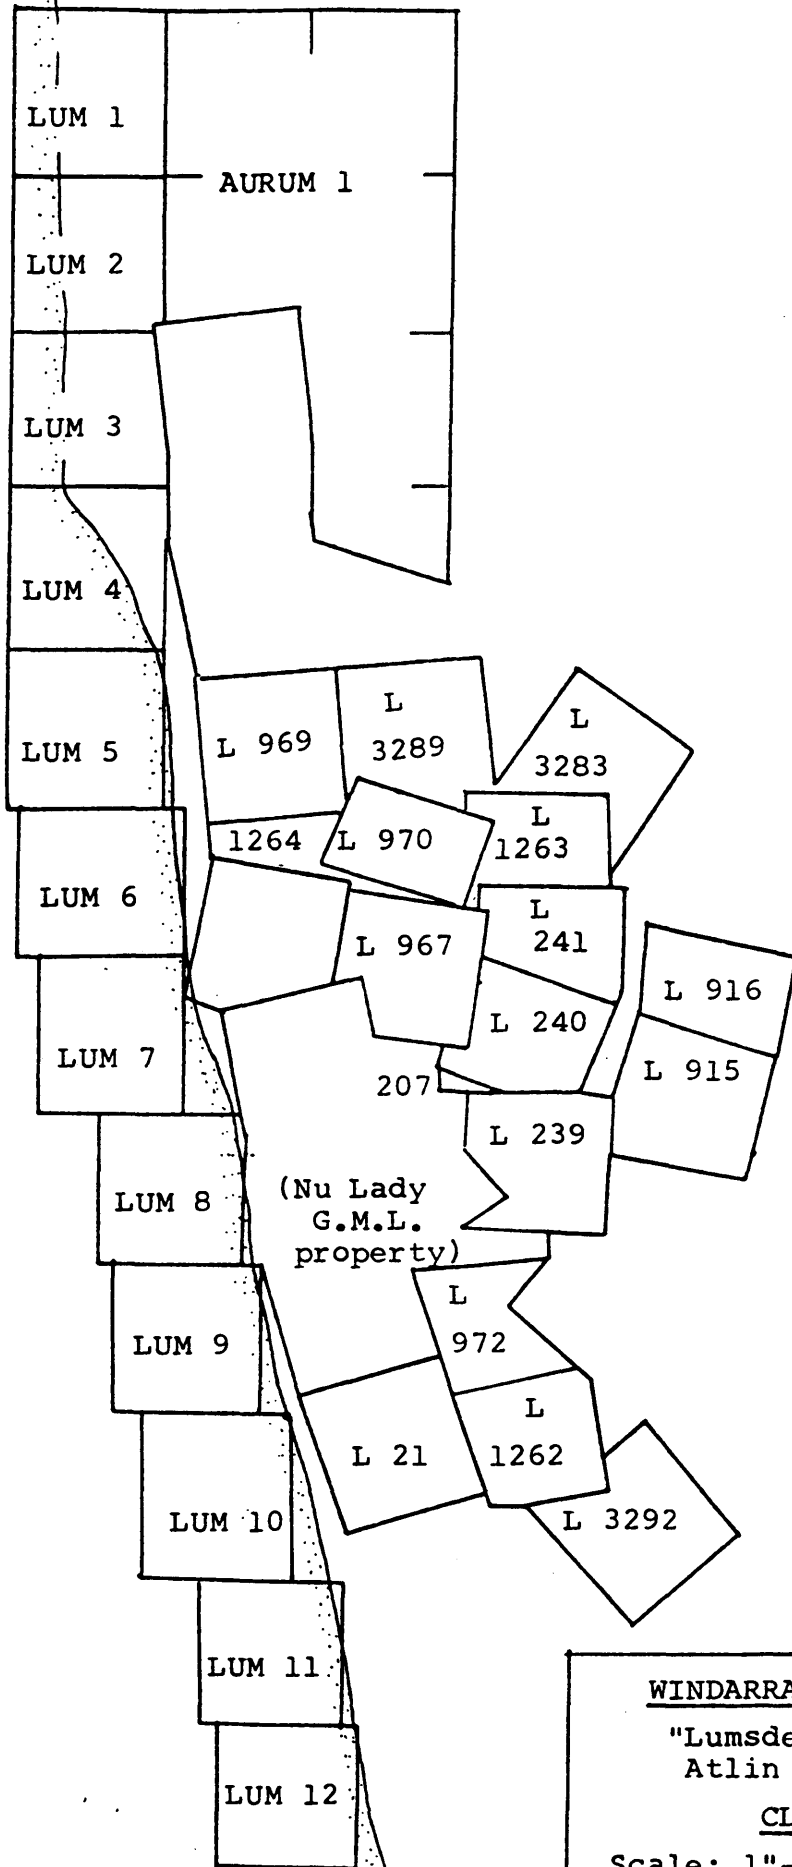 LUM 1
AURUM 1
LUM 2
LUM 3
LUM 4
LUM 5
L 969
L
3289
L
3283
1264
L 970
L
1263
LUM 6
L 967
L
241
L 916
L 240
LUM 7
207
L 915
L 239
LUM 8
(Nu Lady
G.M.L.
property)
L
972
LUM 9
L
1262
L 21
LUM 10
L 3292
LUM 11
LUM 12
WINDARRA
"Lumsde
Atlin
CL
Scale: 1"